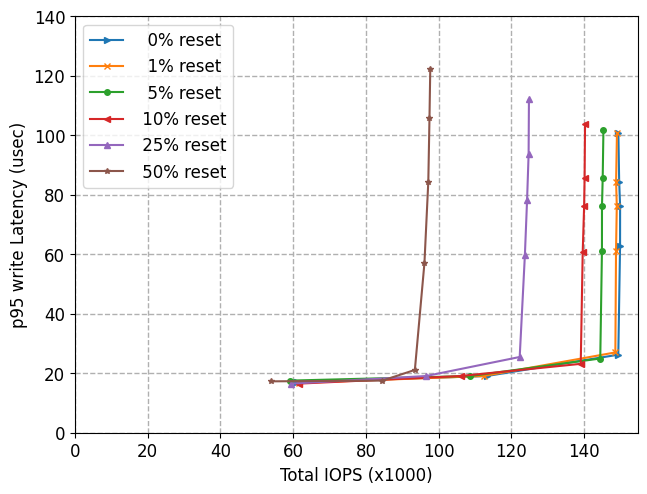 140
120
100
80
60
40
20
0
p95 write Latency (usec)
0% reset
1% reset
5% reset
10% reset
25% reset
50% reset
0 20 40 60 80 100 120 140
Total IOPS (x1000)